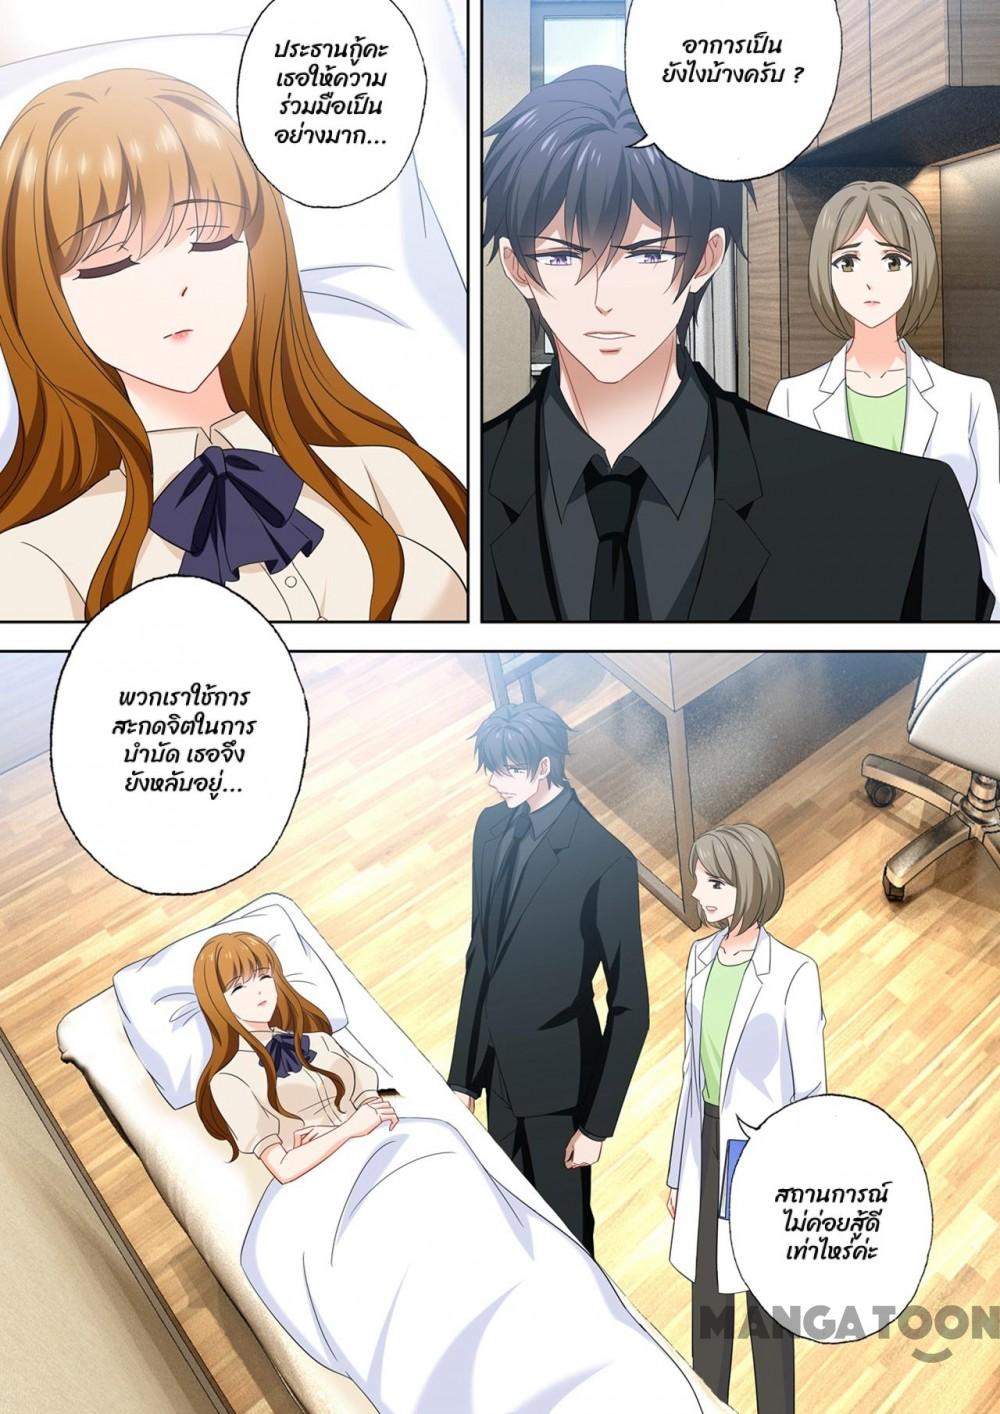 ประธานกู้คะ
เธอให้ความ
ร่วมมือเป็น
อย่างมาก...
อาการเป็น
ยังไงบ้างครับ ?
พวกเราใช้การ
สะกดจิตในการ
บำบัด เธอจึง
ยังหลับอยู่...
สถานการณ์
ไม่ค่อยสู้ดี
เท่าไหร่ค่ะ
MANGATOON